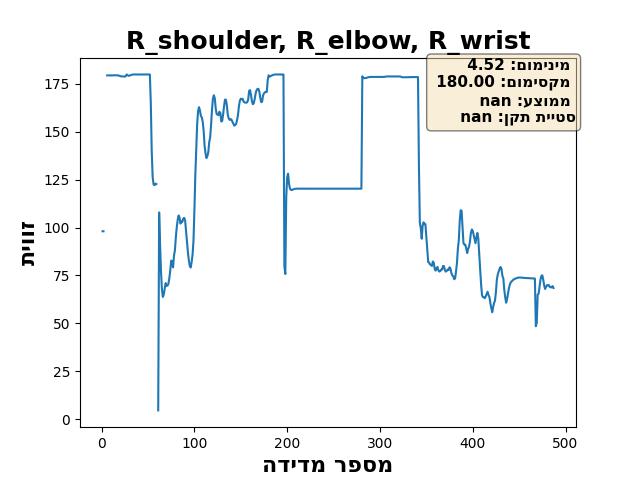 R_shoulder, R_elbow, R_wrist
מינימום: 4.52
מקסימום: 180.00
ממוצע: nan
סטיית תקן: nan
175
150
125
100
75
50
25
0
זווית
0 100 200 300 400 500
מספר מדידה